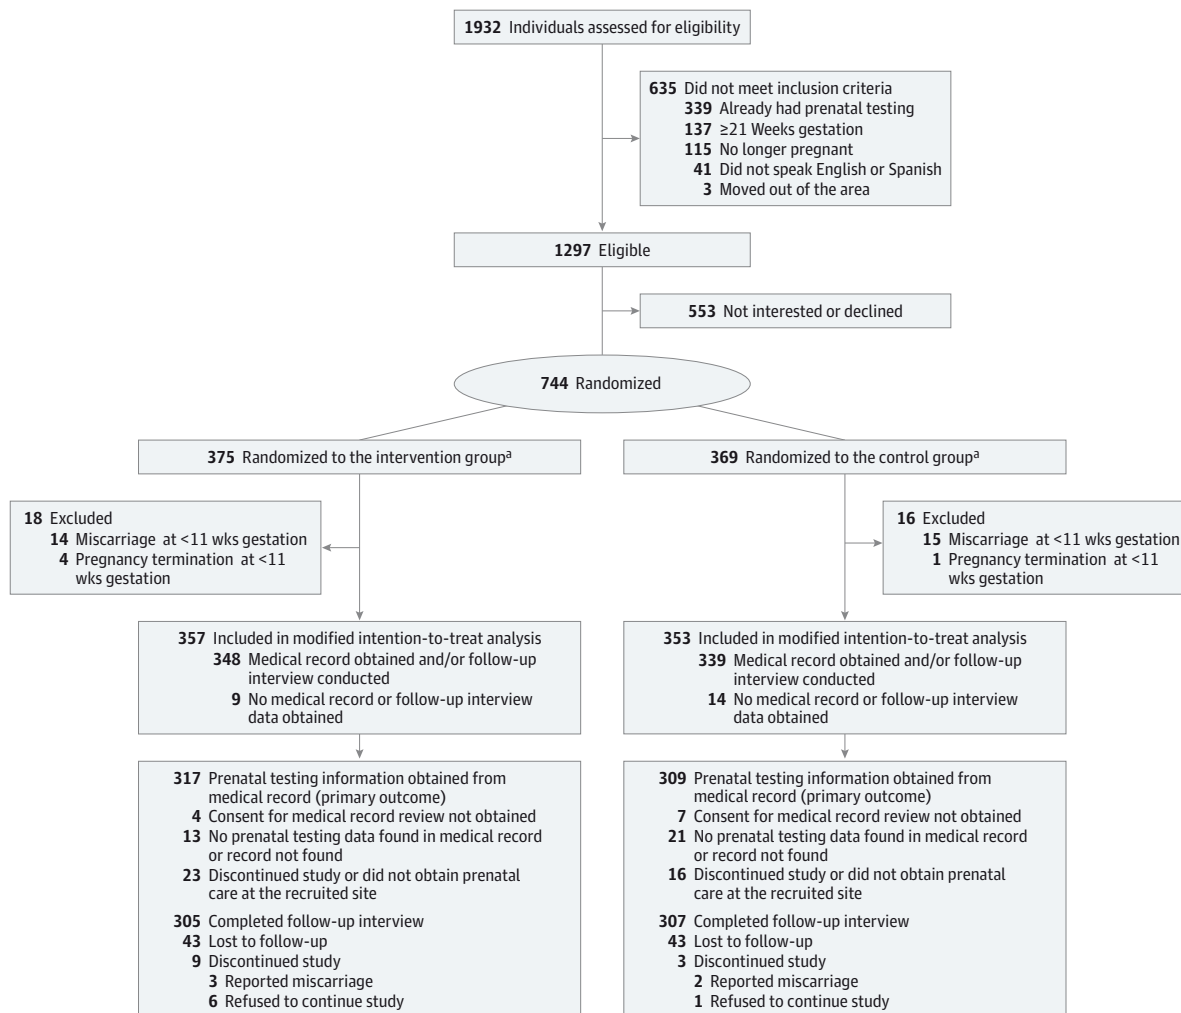 1932 Individuals assessed for eligibility
635 Did not meet inclusion criteria
339 Already had prenatal testing
137 ≥21 Weeks gestation
115 No longer pregnant
41 Did not speak English or Spanish
3 Moved out of the area
1297 Eligible
553 Not interested or declined
744 Randomized
375 Randomized to the intervention groupᵃ
369 Randomized to the control groupᵃ
18 Excluded
14 Miscarriage at <11 wks gestation
4 Pregnancy termination at <11
wks gestation
16 Excluded
15 Miscarriage at <11 wks gestation
1 Pregnancy termination at <11
wks gestation
357 Included in modified intention-to-treat analysis
348 Medical record obtained and/or follow-up
interview conducted
9 No medical record or follow-up interview
data obtained
353 Included in modified intention-to-treat analysis
339 Medical record obtained and/or follow-up
interview conducted
14 No medical record or follow-up interview
data obtained
317 Prenatal testing information obtained from
medical record (primary outcome)
4 Consent for medical record review not obtained
13 No prenatal testing data found in medical record
or record not found
23 Discontinued study or did not obtain prenatal
care at the recruited site
305 Completed follow-up interview
43 Lost to follow-up
9 Discontinued study
3 Reported miscarriage
6 Refused to continue study
309 Prenatal testing information obtained from
medical record (primary outcome)
7 Consent for medical record review not obtained
21 No prenatal testing data found in medical record
or record not found
16 Discontinued study or did not obtain prenatal
care at the recruited site
307 Completed follow-up interview
43 Lost to follow-up
3 Discontinued study
2 Reported miscarriage
1 Refused to continue study